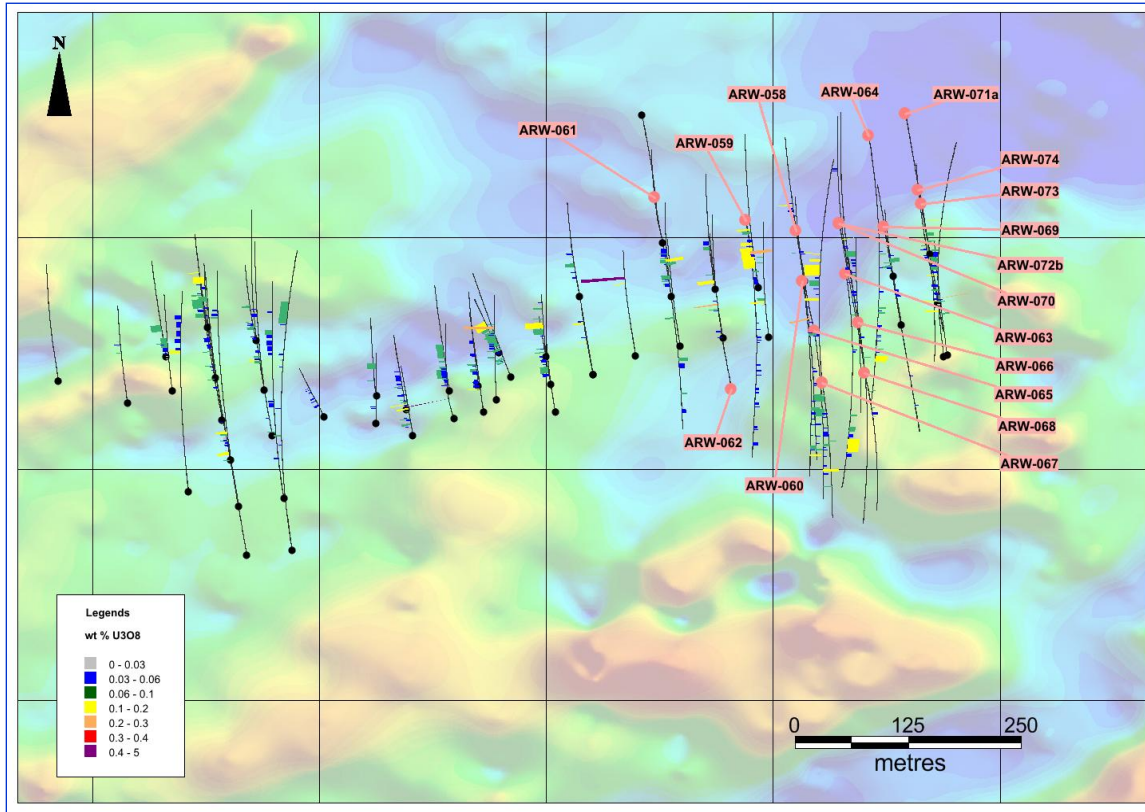 N
ARW-058
ARW-064
ARW-071a
ARW-061
ARW-059
ARW-074
ARW-073
ARW-069
ARW-072b
ARW-070
ARW-063
ARW-066
ARW-065
ARW-068
ARW-062
ARW-067
ARW-060
Legends
wt % U3O8
0 - 0.03
0.03 - 0.06
0.06 - 0.1
0.1 - 0.2
0.2 - 0.3
0.3 - 0.4
0.4 - 5
0 125 250
metres